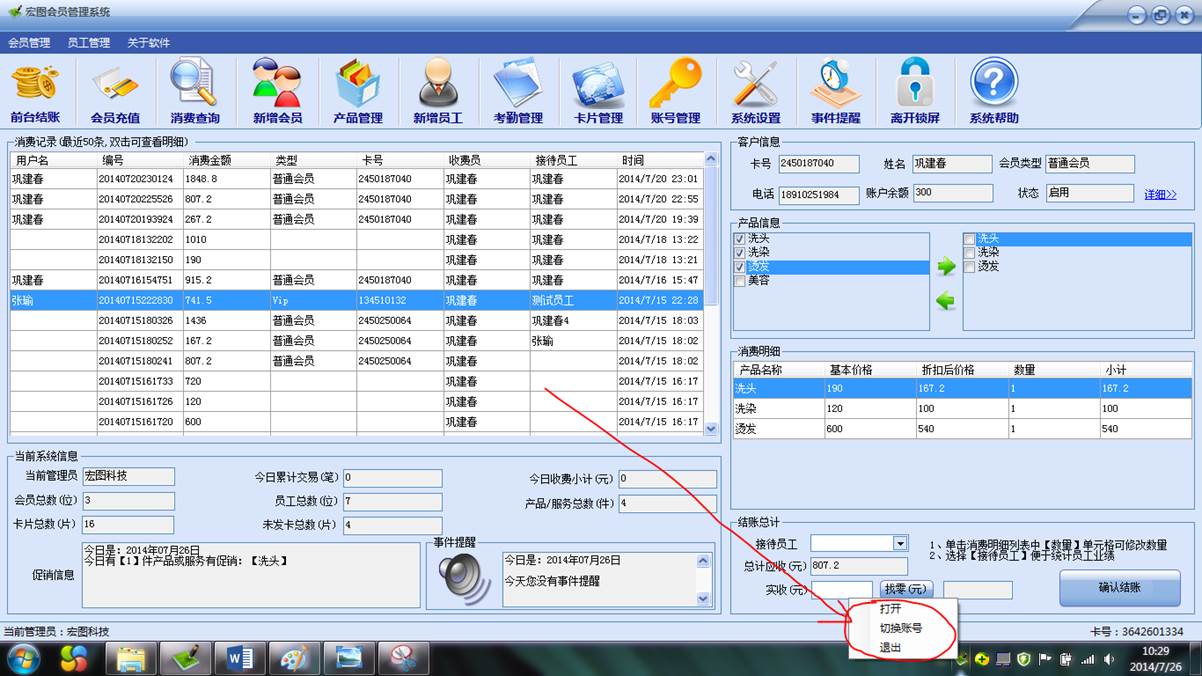 宏图会员管理系统
会员管理 员工管理 关于软件
前台结账 会员充值 消费查询 新增会员 产品管理 新增员工 考勤管理 卡片管理 账号管理 系统设置 事件提醒 离开锁屏 系统帮助
消费记录(最近50条,双击可查看明细)
用户名 编号 消费金额 类型 卡号 收费员 接待员工 时间
巩建春 20140720230124 1848.8 普通会员 2450187040 巩建春 巩建春 2014/7/20 23:01
巩建春 20140720225526 807.2 普通会员 2450187040 巩建春 巩建春 2014/7/20 22:55
巩建春 20140720193924 267.2 普通会员 2450187040 巩建春 巩建春 2014/7/20 19:39
20140718132202 1010 巩建春 巩建春 2014/7/18 13:22
20140718132150 190 巩建春 巩建春 2014/7/18 13:21
巩建春 20140716154751 915.2 普通会员 2450187040 巩建春 巩建春 2014/7/16 15:47
张瑜 20140715222830 741.5 Vip 134510132 巩建春 测试员工 2014/7/15 22:28
20140715180326 1436 普通会员 2450250064 巩建春 巩建春4 2014/7/15 18:03
20140715180252 167.2 普通会员 2450250064 巩建春 张瑜 2014/7/15 18:02
20140715180241 807.2 普通会员 2450250064 巩建春 2014/7/15 18:02
20140715161733 720 巩建春 2014/7/15 16:17
20140715161726 120 巩建春 2014/7/15 16:17
20140715161720 600 巩建春 2014/7/15 16:17
客户信息
卡号 2450187040 姓名 巩建春 会员类型 普通会员
电话 18910251984 账户余额 300 状态 启用 详细>>
产品信息
洗头 洗头
洗染 洗染
烫发 烫发
美容
消费明细
产品名称 基本价格 折扣后价格 数量 小计
洗头 190 167.2 1 167.2
洗染 120 100 1 100
烫发 600 540 1 540
当前系统信息
当前管理员 宏图科技 今日累计交易(笔) 0 今日收费小计(元) 0
会员总数(位) 3 员工总数(位) 7 产品/服务总数(件) 4
卡片总数(片) 16 未发卡总数(片) 4
促销信息
今日是：2014年07月26日
今日有【1】件产品或服务有促销：【洗头】
事件提醒
今日是：2014年07月26日
今天您没有事件提醒
结账总计
接待员工
总计应收(元) 807.2
实收(元) 找零(元)
1、单击消费明细列表中【数量】单元格可修改数量
2、选择【接待员工】便于统计员工业绩
确认结账
打开
切换账号
退出
当前管理员：宏图科技 卡号：3642601334
10:29
2014/7/26